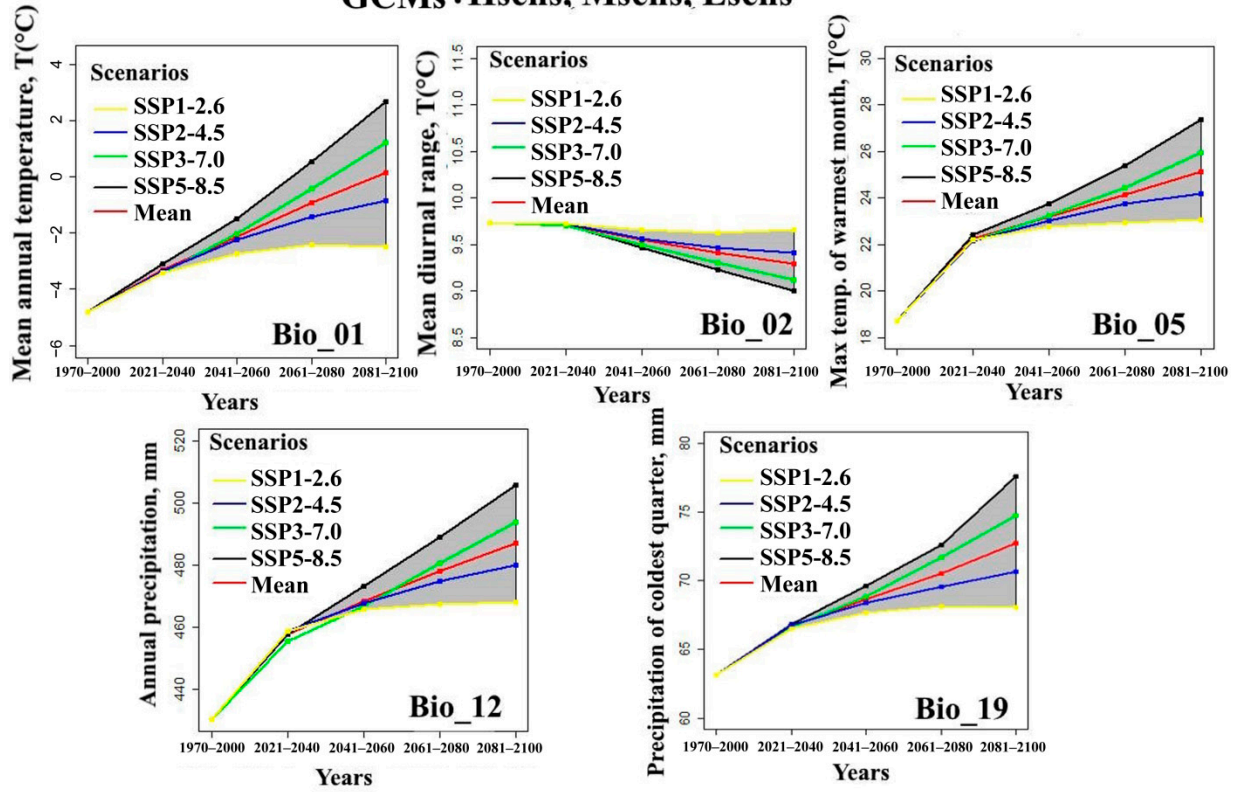 GCMs : Hsens, Msens, Lsens
Mean annual temperature, T(°C)
4
2
0
−2
−4
−6
Scenarios
SSP1-2.6
SSP2-4.5
SSP3-7.0
SSP5-8.5
Mean
Bio_01
1970–2000 2021–2040 2041–2060 2061–2080 2081–2100
Years
Mean diurnal range, T(°C)
11.5
11.0
10.5
10.0
9.5
9.0
8.5
Scenarios
SSP1-2.6
SSP2-4.5
SSP3-7.0
SSP5-8.5
Mean
Bio_02
1970–2000 2021–2040 2041–2060 2061–2080 2081–2100
Years
Max temp. of warmest month, T(°C)
30
28
26
24
22
20
18
Scenarios
SSP1-2.6
SSP2-4.5
SSP3-7.0
SSP5-8.5
Mean
Bio_05
1970–2000 2021–2040 2041–2060 2061–2080 2081–2100
Years
Annual precipitation, mm
520
500
480
460
440
Scenarios
SSP1-2.6
SSP2-4.5
SSP3-7.0
SSP5-8.5
Mean
Bio_12
1970–2000 2021–2040 2041–2060 2061–2080 2081–2100
Years
Precipitation of coldest quarter, mm
80
75
70
65
60
Scenarios
SSP1-2.6
SSP2-4.5
SSP3-7.0
SSP5-8.5
Mean
Bio_19
1970–2000 2021–2040 2041–2060 2061–2080 2081–2100
Years